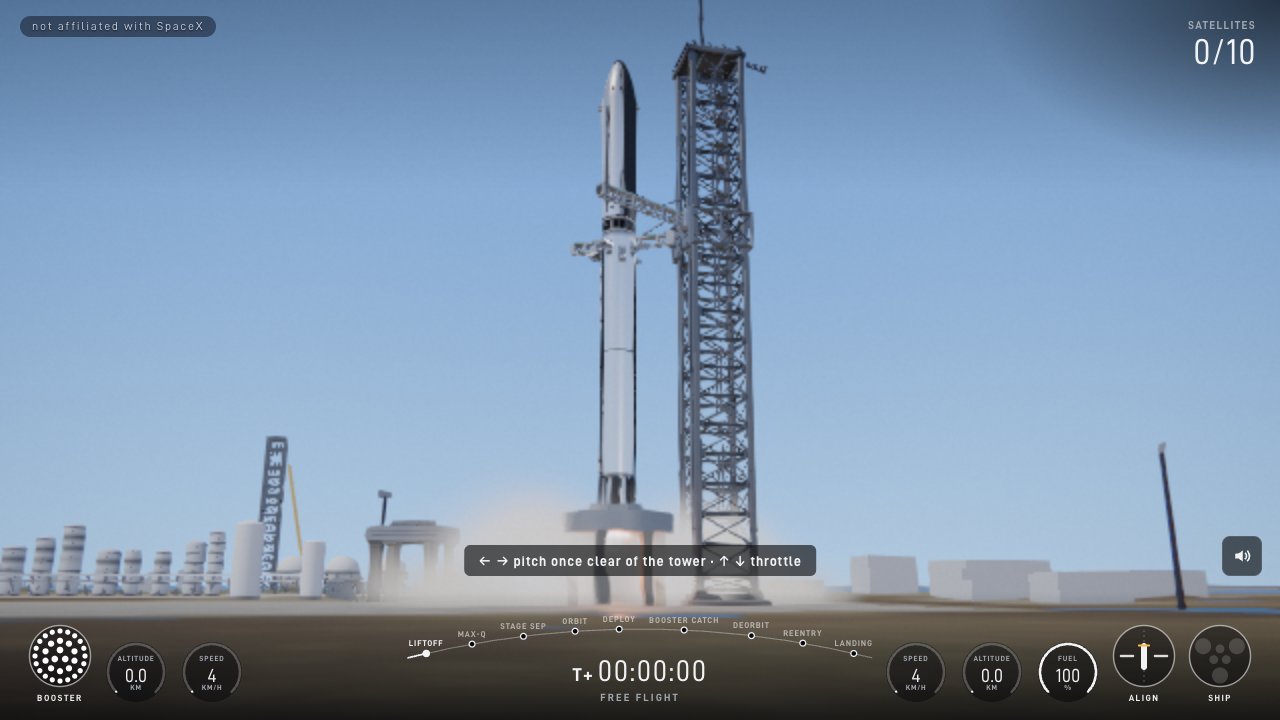 not affiliated with SpaceX
SATELLITES
0/10
← → pitch once clear of the tower · ↑ ↓ throttle
LIFTOFF
MAX-Q
STAGE SEP
ORBIT
DEPLOY
BOOSTER CATCH
DEORBIT
REENTRY
LANDING
BOOSTER
ALTITUDE
0.0
KM
SPEED
4
KM/H
T+ 00:00:00
FREE FLIGHT
SPEED
4
KM/H
ALTITUDE
0.0
KM
FUEL
100
%
ALIGN
SHIP